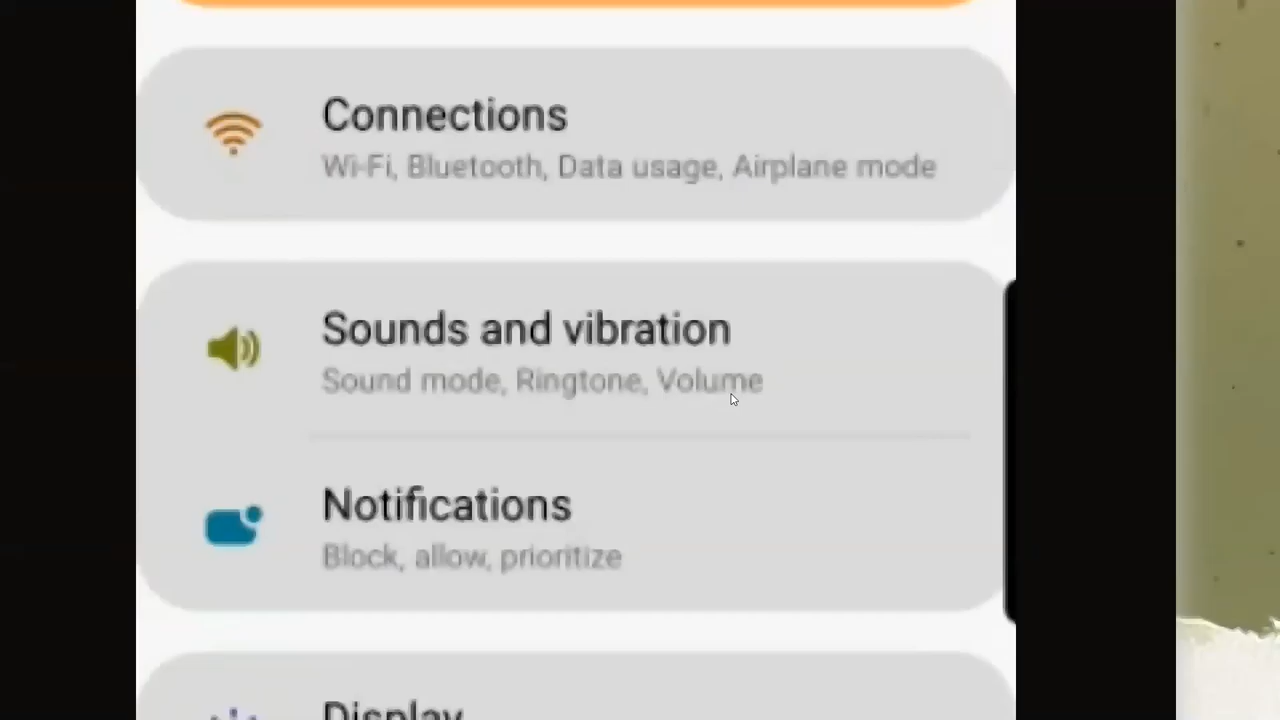 Connections
Wi-Fi, Bluetooth, Data usage, Airplane mode
Sounds and vibration
Sound mode, Ringtone, Volume
Notifications
Block, allow, prioritize
Display